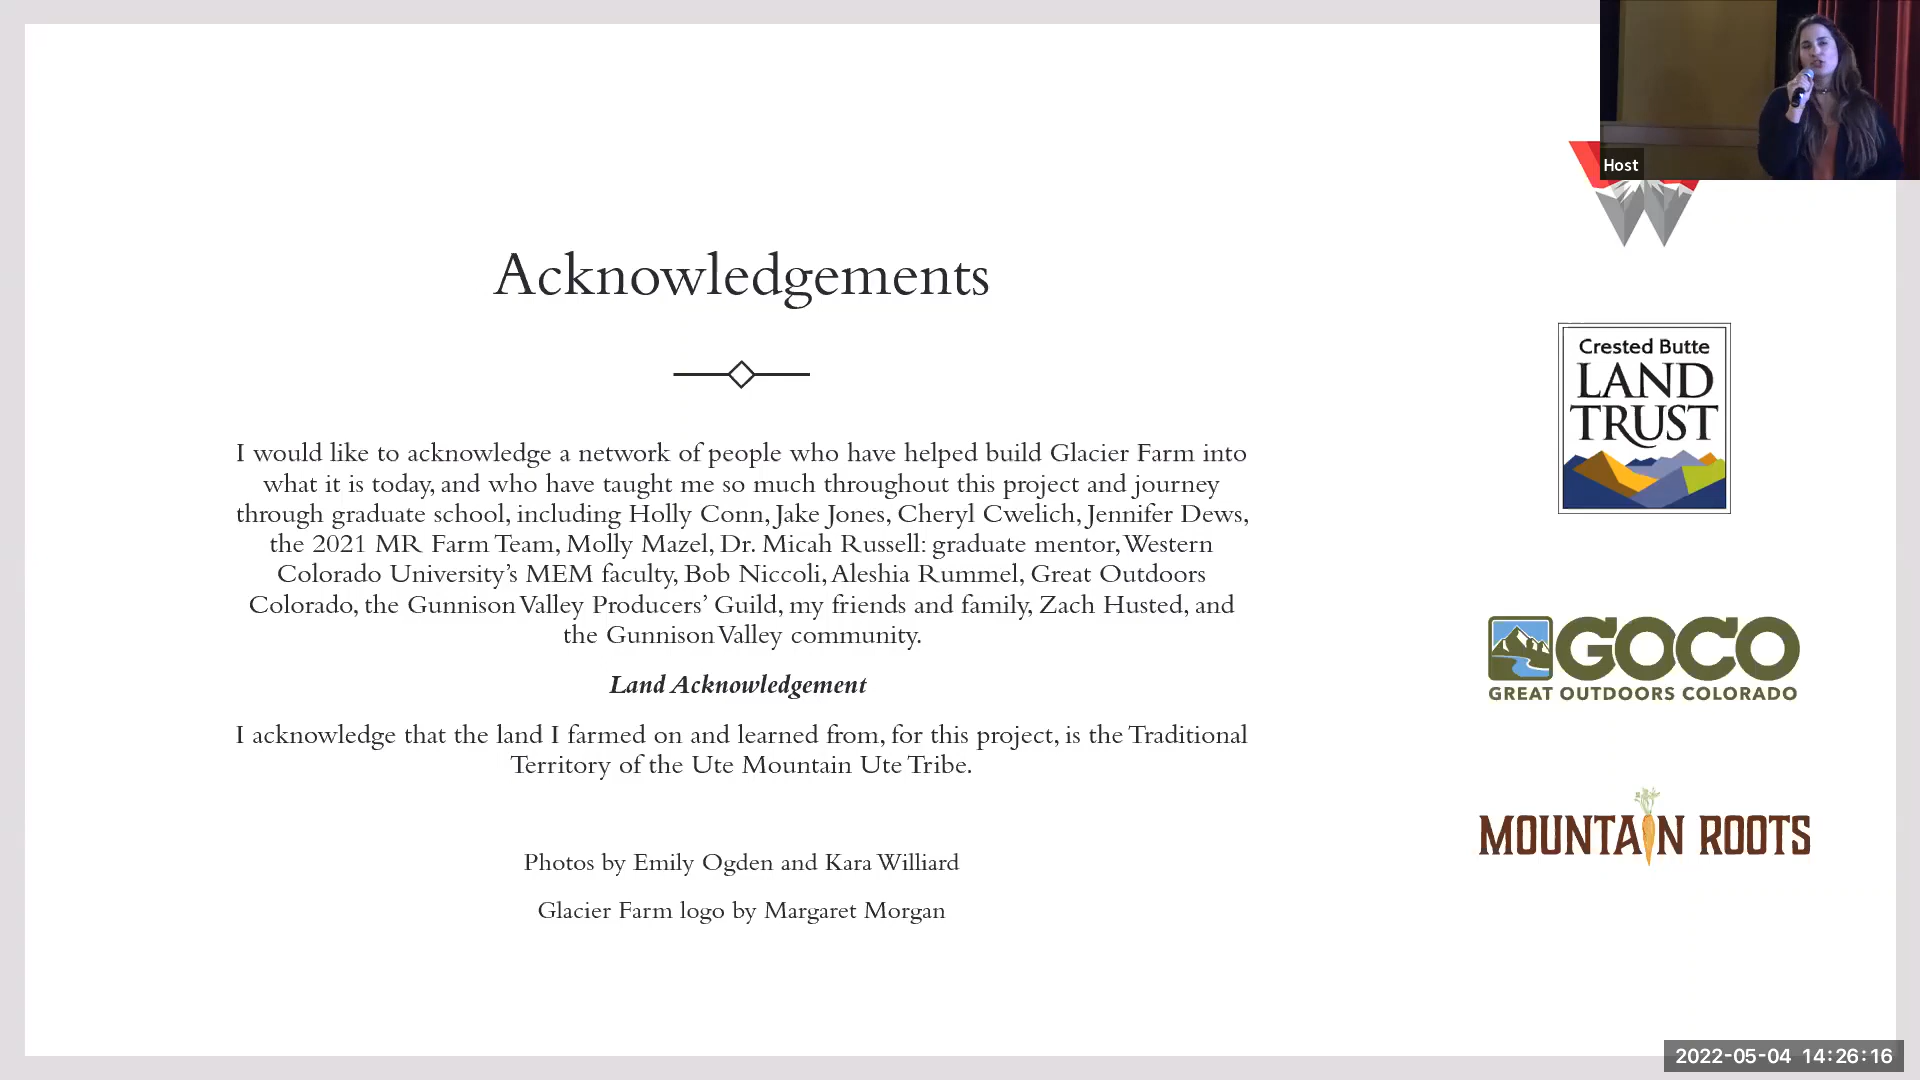 Host
Acknowledgements
I would like to acknowledge a network of people who have helped build Glacier Farm into
what it is today, and who have taught me so much throughout this project and journey
through graduate school, including Holly Conn, Jake Jones, Cheryl Cwelich, Jennifer Dews,
the 2021 MR Farm Team, Molly Mazel, Dr. Micah Russell: graduate mentor, Western
Colorado University’s MEM faculty, Bob Niccoli, Aleshia Rummel, Great Outdoors
Colorado, the Gunnison Valley Producers’ Guild, my friends and family, Zach Husted, and
the Gunnison Valley community.
Land Acknowledgement
I acknowledge that the land I farmed on and learned from, for this project, is the Traditional
Territory of the Ute Mountain Ute Tribe.
Photos by Emily Ogden and Kara Williard
Glacier Farm logo by Margaret Morgan
Crested Butte
LAND
TRUST
GOCO
GREAT OUTDOORS COLORADO
MOUNTAIN ROOTS
2022-05-04 14:26:16